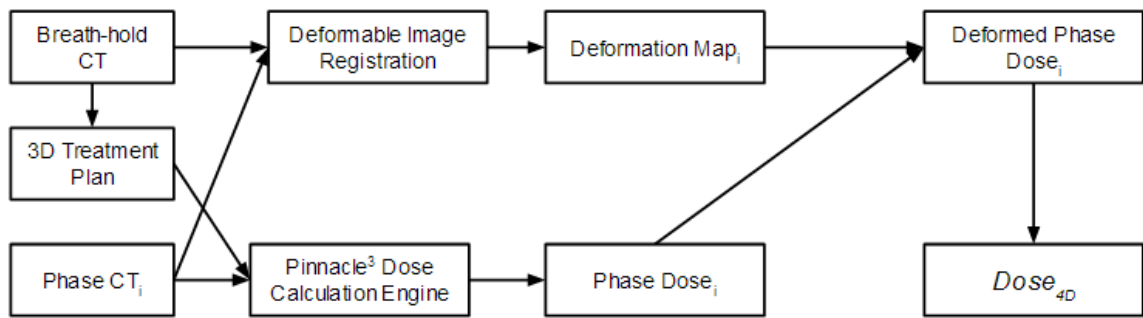 Breath-hold
CT
Deformable Image
Registration
Deformation Mapᵢ
Deformed Phase
Doseᵢ
3D Treatment
Plan
Phase CTᵢ
Pinnacle³ Dose
Calculation Engine
Phase Doseᵢ
Dose₄D